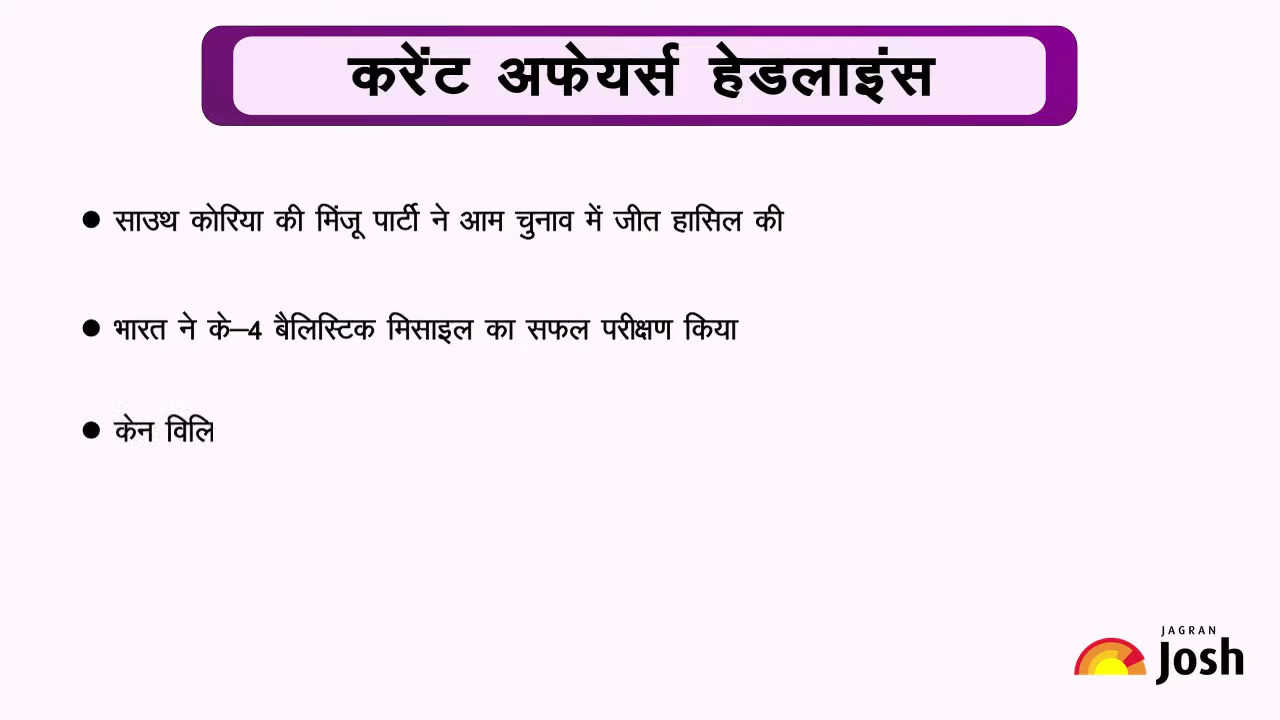 करेंट अफेयर्स हेडलाइंस
● साउथ कोरिया की मिंजू पार्टी ने आम चुनाव में जीत हासिल की
● भारत ने के–4 बैलिस्टिक मिसाइल का सफल परीक्षण किया
● केन विलि
JAGRAN
Josh